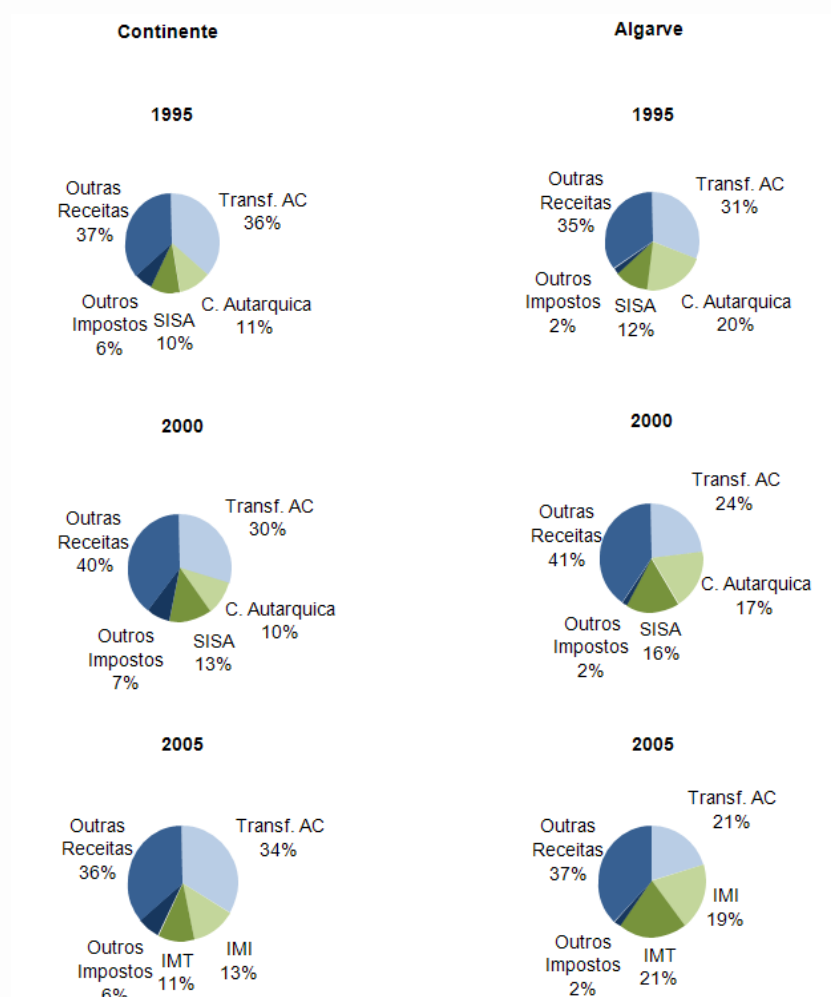 Continente
Algarve
1995
1995
Outras
Receitas
37%
Transf. AC
36%
Outros
Impostos
6%
SISA
10%
C. Autarquica
11%
Outras
Receitas
35%
Transf. AC
31%
Outros
Impostos
2%
SISA
12%
C. Autarquica
20%
2000
2000
Outras
Receitas
40%
Transf. AC
30%
Outros
Impostos
7%
SISA
13%
C. Autarquica
10%
Outras
Receitas
41%
Transf. AC
24%
Outros
Impostos
2%
SISA
16%
C. Autarquica
17%
2005
2005
Outras
Receitas
36%
Transf. AC
34%
Outros
Impostos
6%
IMT
11%
IMI
13%
Outras
Receitas
37%
Transf. AC
21%
Outros
Impostos
2%
IMT
21%
IMI
19%